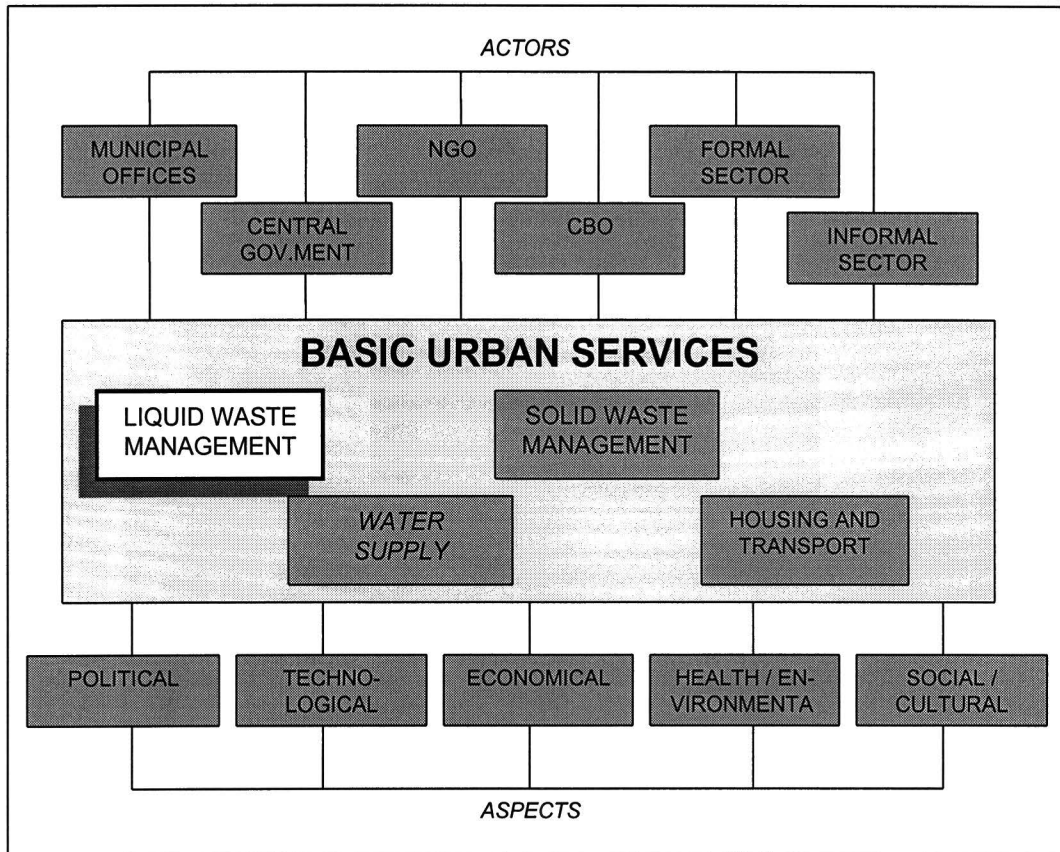 ACTORS
MUNICIPAL
OFFICES
NGO
FORMAL
SECTOR
CENTRAL
GOV.MENT
CBO
INFORMAL
SECTOR
BASIC URBAN SERVICES
LIQUID WASTE
MANAGEMENT
SOLID WASTE
MANAGEMENT
WATER
SUPPLY
HOUSING AND
TRANSPORT
POLITICAL
TECHNO-
LOGICAL
ECONOMICAL
HEALTH / EN-
VIRONMENTA
SOCIAL /
CULTURAL
ASPECTS